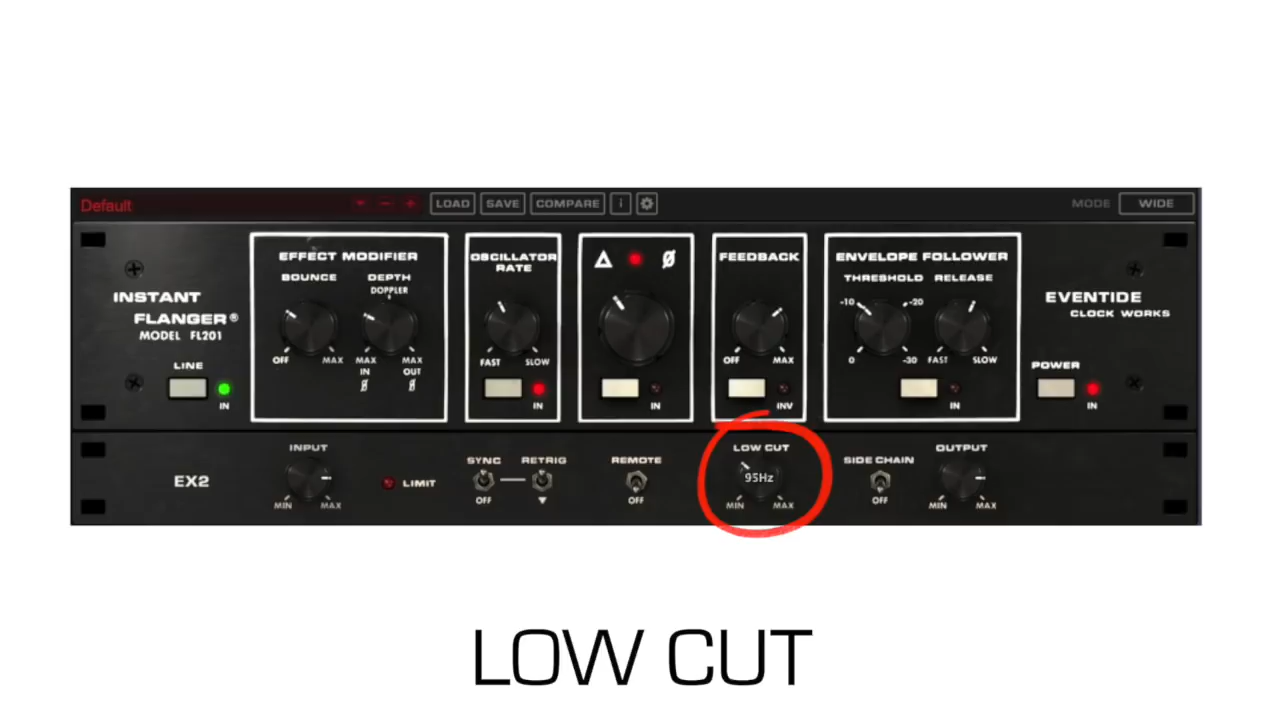 Default
LOAD
SAVE
COMPARE
i
MODE
WIDE
INSTANT
FLANGER®
MODEL FL201
LINE
IN
EFFECT MODIFIER
BOUNCE
DEPTH
DOPPLER
OFF
MAX
MAX
MAX
IN
OUT
OSCILLATOR
RATE
FAST
SLOW
IN
IN
FEEDBACK
OFF
MAX
INV
ENVELOPE FOLLOWER
THRESHOLD
RELEASE
-10
-20
0
-30
FAST
SLOW
IN
EVENTIDE
CLOCK WORKS
POWER
IN
EX2
INPUT
MIN
MAX
LIMIT
SYNC
RETRIG
OFF
REMOTE
OFF
LOW CUT
95Hz
MIN
MAX
SIDE CHAIN
OFF
OUTPUT
MIN
MAX
LOW CUT